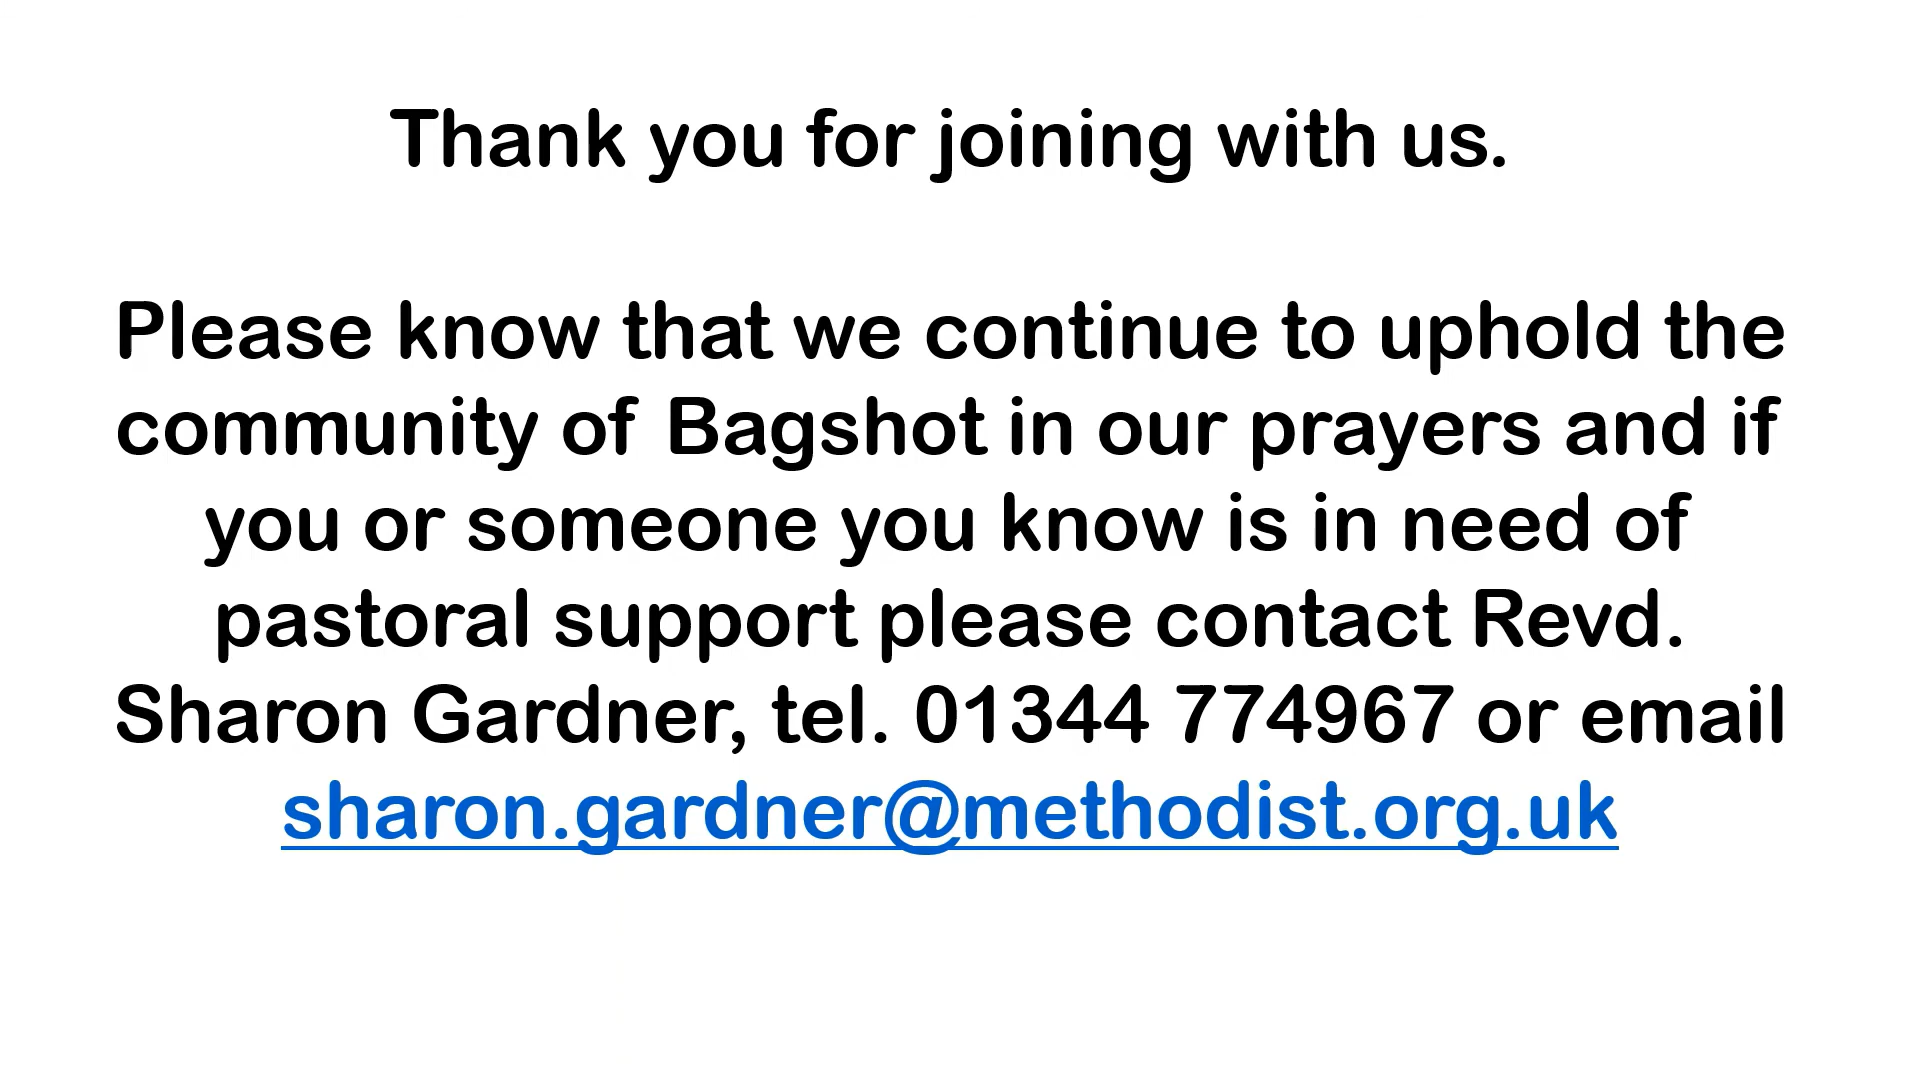 Thank you for joining with us.
Please know that we continue to uphold the
community of Bagshot in our prayers and if
you or someone you know is in need of
pastoral support please contact Revd.
Sharon Gardner, tel. 01344 774967 or email
sharon.gardner@methodist.org.uk